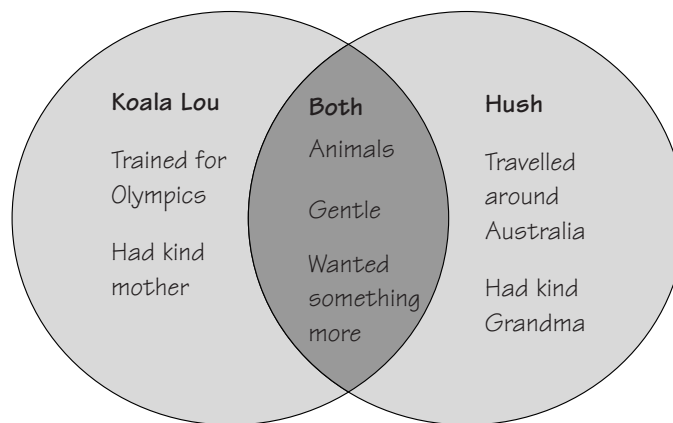 Koala Lou
Trained for
Olympics
Had kind
mother
Both
Animals
Gentle
Wanted
something
more
Hush
Travelled
around
Australia
Had kind
Grandma